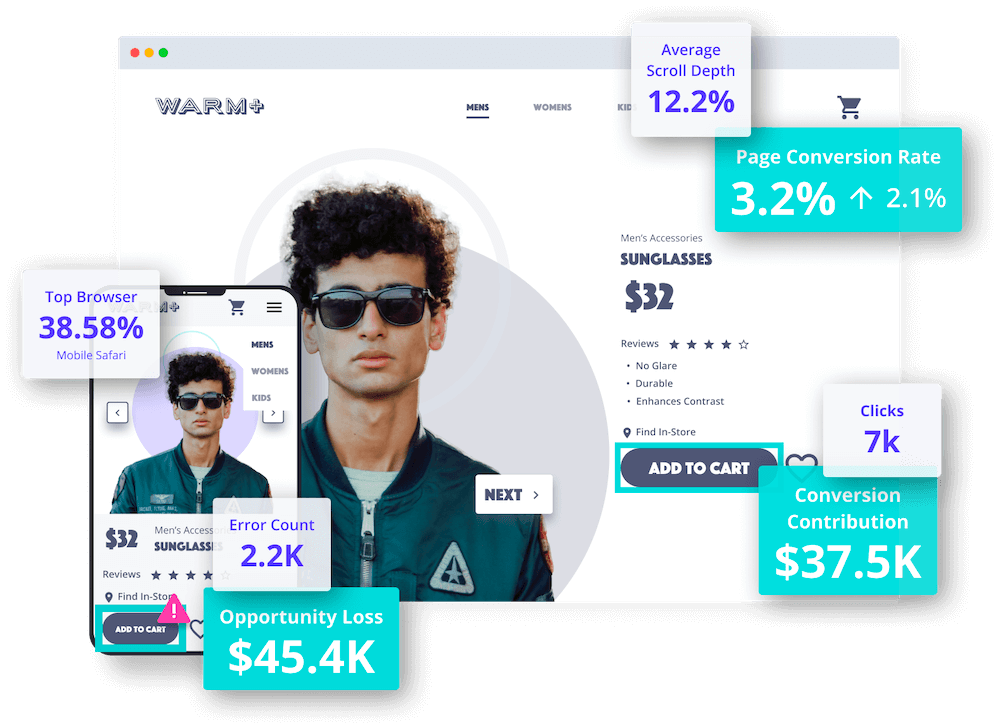 Average
Scroll Depth
12.2%
WARM+
MENS
WOMENS
KIDS
Page Conversion Rate
3.2% ↑ 2.1%
Men's Accessories
SUNGLASSES
$32
Reviews
• No Glare
• Durable
• Enhances Contrast
Find In-Store
ADD TO CART
Clicks
7k
Conversion
Contribution
$37.5K
NEXT >
Top Browser
38.58%
Mobile Safari
WARM+
MENS
WOMENS
KIDS
$32
Men's Accessories
SUNGLASSES
Reviews
Find In-Store
ADD TO CART
Error Count
2.2K
!
Opportunity Loss
$45.4K